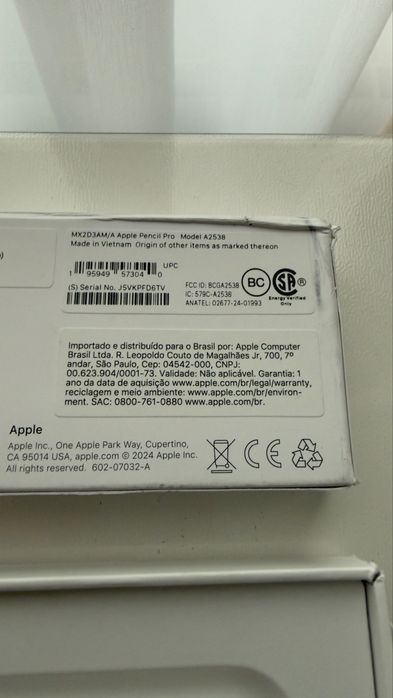 )
MX2D3AM/A Apple Pencil Pro Model A2538
Made in Vietnam Origin of other items as marked thereon
1 95949 57304 0 UPC
(S) Serial No. J5VKPFD6TV
FCC ID: BCGA2538
IC: 579C-A2538
ANATEL: 02677-24-01993
BC
SA ®
Energy Verified
Only
Importado e distribuído para o Brasil por: Apple Computer
Brasil Ltda. R. Leopoldo Couto de Magalhães Jr, 700, 7º
andar, São Paulo, Cep: 04542-000, CNPJ:
00.623.904/0001-73. Validade: Não aplicável. Garantia: 1
ano da data de aquisição www.apple.com/br/legal/warranty,
reciclagem e meio ambiente: www.apple.com/br/environ-
ment. SAC: 0800-761-0880 www.apple.com/br.
Apple
Apple Inc., One Apple Park Way, Cupertino,
CA 95014 USA, apple.com © 2024 Apple Inc.
All rights reserved. 602-07032-A
CE